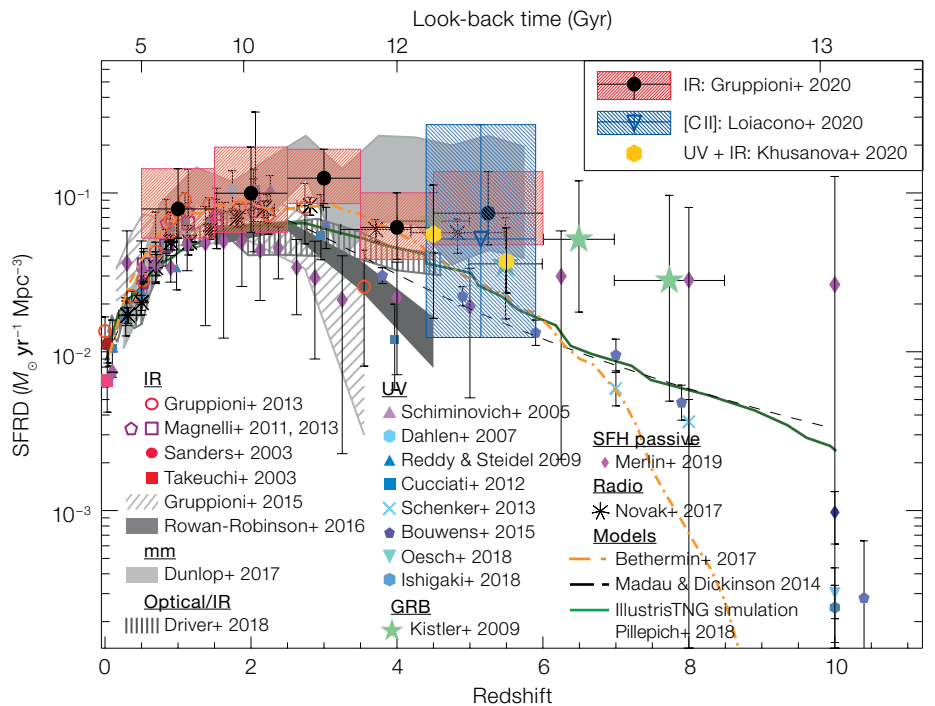 Look-back time (Gyr)
5 10 12 13
IR: Gruppioni+ 2020
[C II]: Loiacono+ 2020
UV + IR: Khusanova+ 2020
10⁻¹
10⁻²
10⁻³
SFRD (M⊙ yr⁻¹ Mpc⁻³)
IR
Gruppioni+ 2013
Magnelli+ 2011, 2013
Sanders+ 2003
Takeuchi+ 2003
Gruppioni+ 2015
Rowan-Robinson+ 2016
mm
Dunlop+ 2017
Optical/IR
Driver+ 2018
UV
Schiminovich+ 2005
Dahlen+ 2007
Reddy & Steidel 2009
Cucciati+ 2012
Schenker+ 2013
Bouwens+ 2015
Oesch+ 2018
Ishigaki+ 2018
GRB
Kistler+ 2009
SFH passive
Merlin+ 2019
Radio
Novak+ 2017
Models
Bethermin+ 2017
Madau & Dickinson 2014
IllustrisTNG simulation
Pillepich+ 2018
0 2 4 6 8 10
Redshift